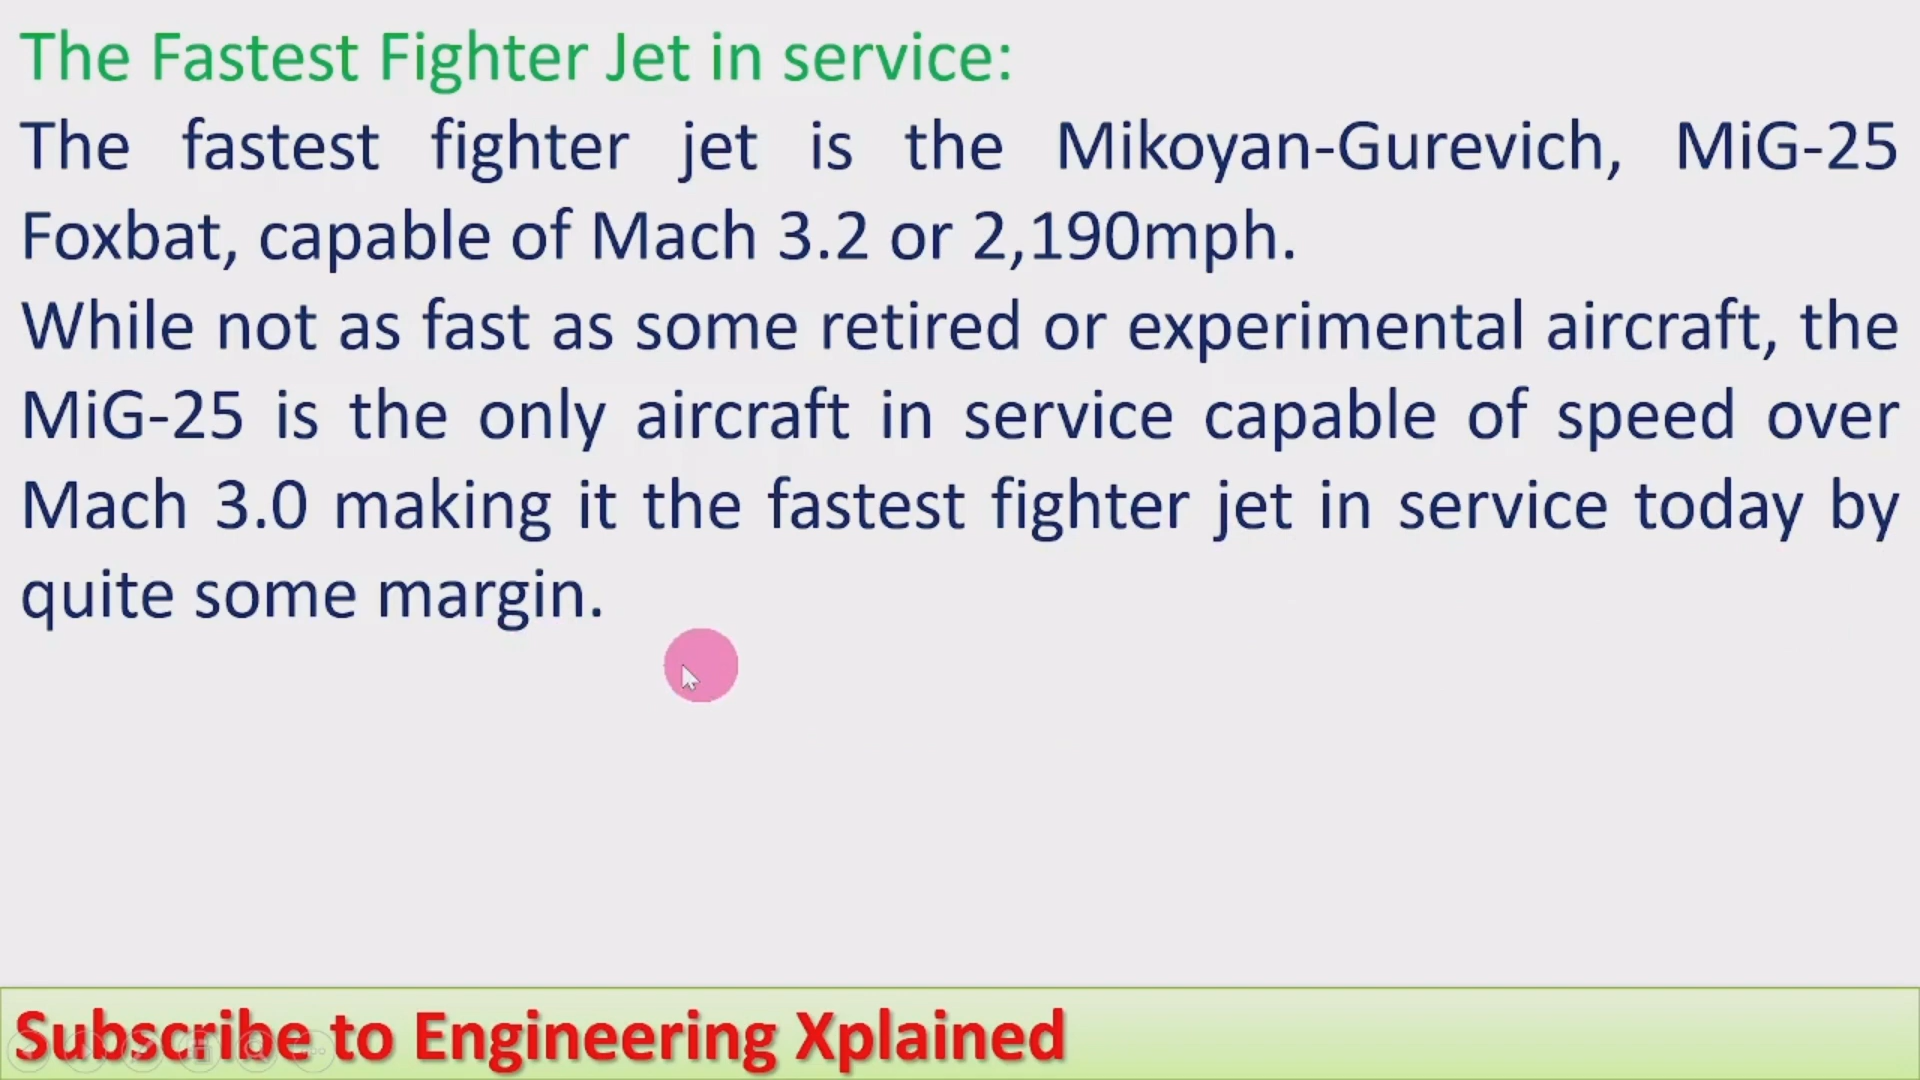 The Fastest Fighter Jet in service:
The fastest fighter jet is the Mikoyan-Gurevich, MiG-25
Foxbat, capable of Mach 3.2 or 2,190mph.
While not as fast as some retired or experimental aircraft, the
MiG-25 is the only aircraft in service capable of speed over
Mach 3.0 making it the fastest fighter jet in service today by
quite some margin.
Subscribe to Engineering Xplained